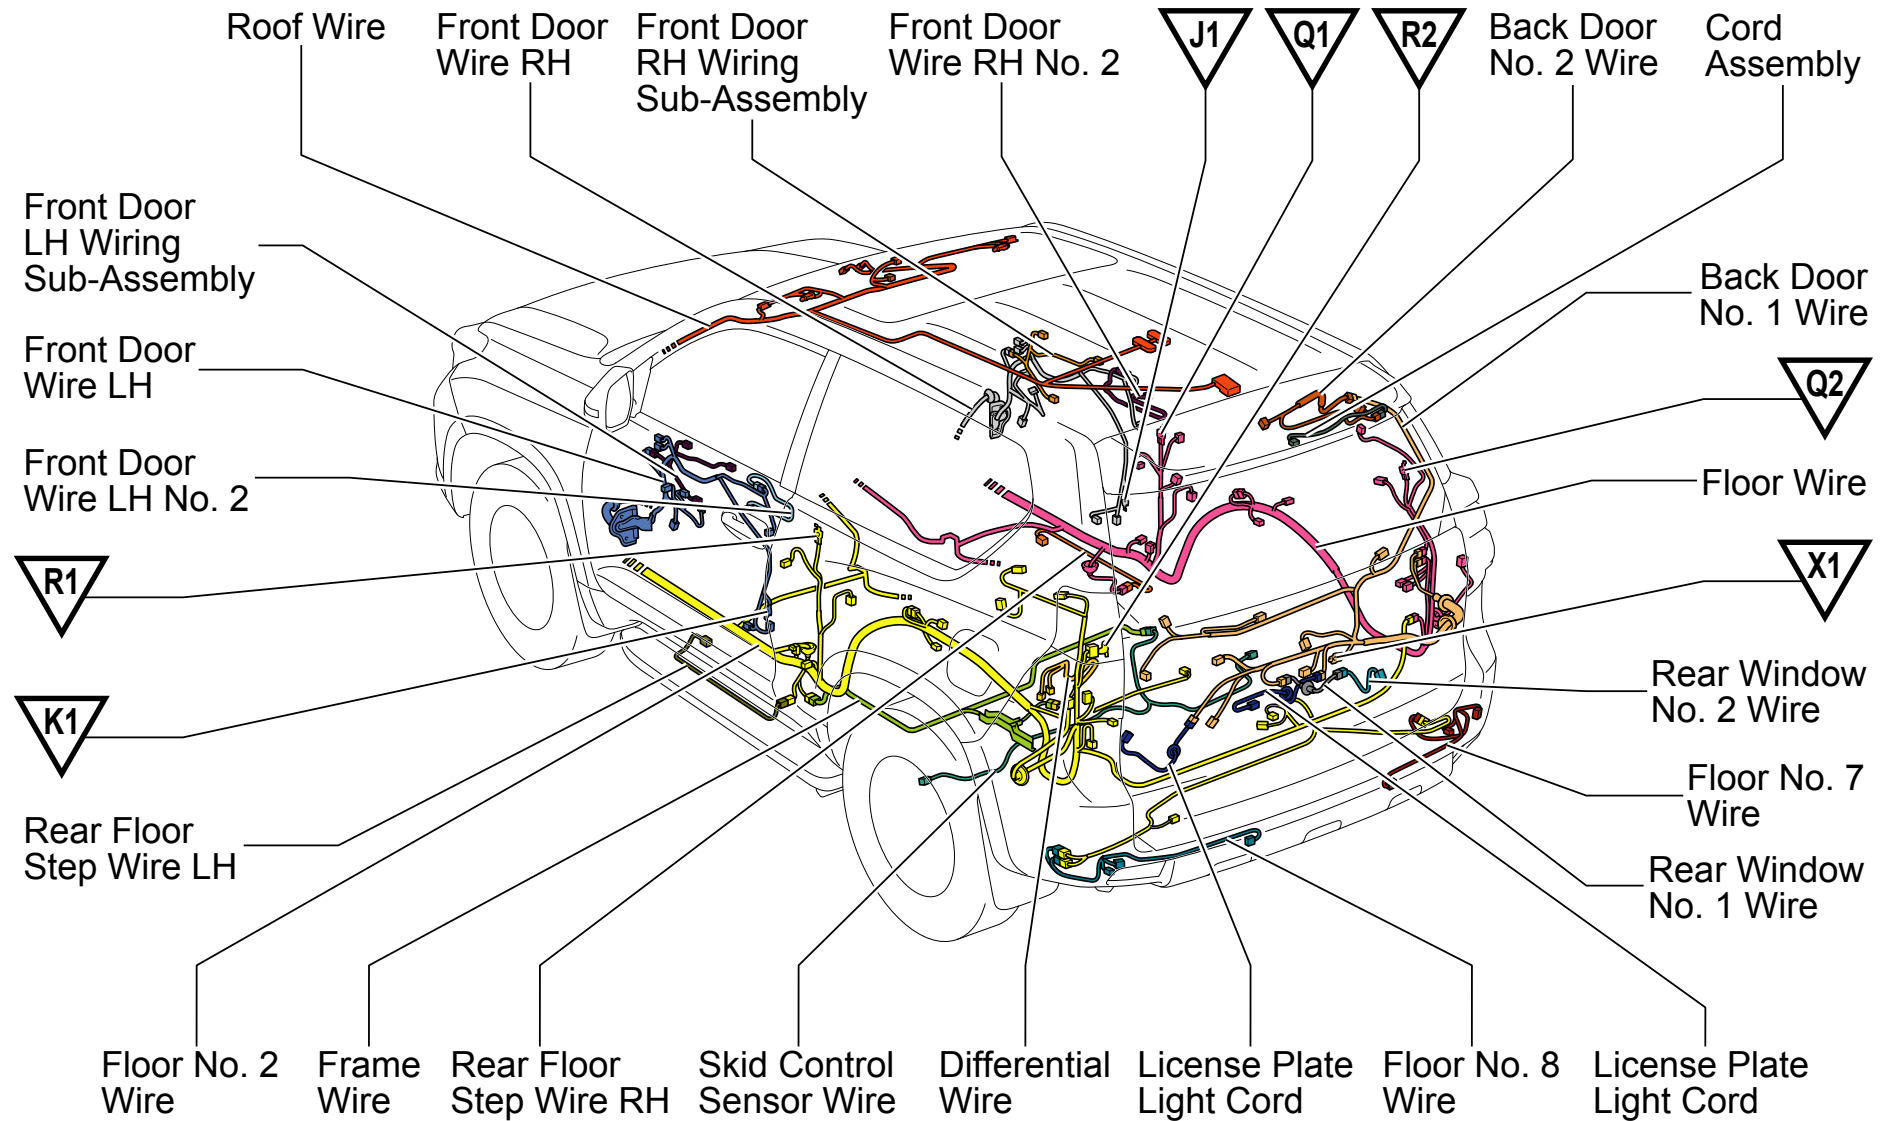 Roof Wire
Front Door
Wire RH
Front Door
RH Wiring
Sub-Assembly
Front Door
Wire RH No. 2
J1
Q1
R2
Back Door
No. 2 Wire
Cord
Assembly
Front Door
LH Wiring
Sub-Assembly
Back Door
No. 1 Wire
Front Door
Wire LH
Q2
Front Door
Wire LH No. 2
Floor Wire
R1
X1
K1
Rear Window
No. 2 Wire
Rear Floor
Step Wire LH
Floor No. 7
Wire
Rear Window
No. 1 Wire
Floor No. 2
Wire
Frame
Wire
Rear Floor
Step Wire RH
Skid Control
Sensor Wire
Differential
Wire
License Plate
Light Cord
Floor No. 8
Wire
License Plate
Light Cord